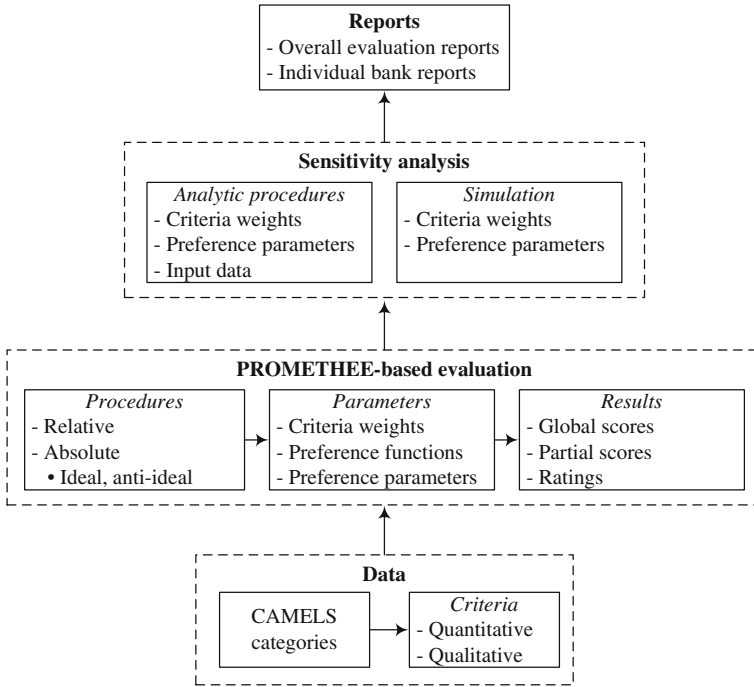 Reports
- Overall evaluation reports
- Individual bank reports
Sensitivity analysis
Analytic procedures
- Criteria weights
- Preference parameters
- Input data
Simulation
- Criteria weights
- Preference parameters
PROMETHEE-based evaluation
Procedures
- Relative
- Absolute
• Ideal, anti-ideal
Parameters
- Criteria weights
- Preference functions
- Preference parameters
Results
- Global scores
- Partial scores
- Ratings
Data
CAMELS
categories
Criteria
- Quantitative
- Qualitative